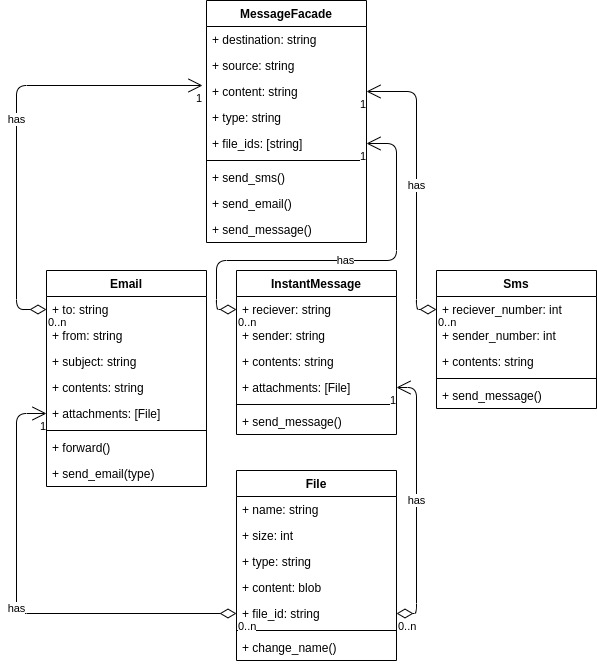 MessageFacade
+ destination: string
+ source: string
+ content: string
+ type: string
+ file_ids: [string]
+ send_sms()
+ send_email()
+ send_message()
1
1
1
has
has
has
Email
+ to: string
0..n
+ from: string
+ subject: string
+ contents: string
+ attachments: [File]
1
+ forward()
+ send_email(type)
InstantMessage
+ reciever: string
0..n
+ sender: string
+ contents: string
+ attachments: [File]
1
+ send_message()
Sms
+ reciever_number: int
0..n
+ sender_number: int
+ contents: string
+ send_message()
File
+ name: string
+ size: int
+ type: string
+ content: blob
+ file_id: string
0..n
0..n
+ change_name()
has
has